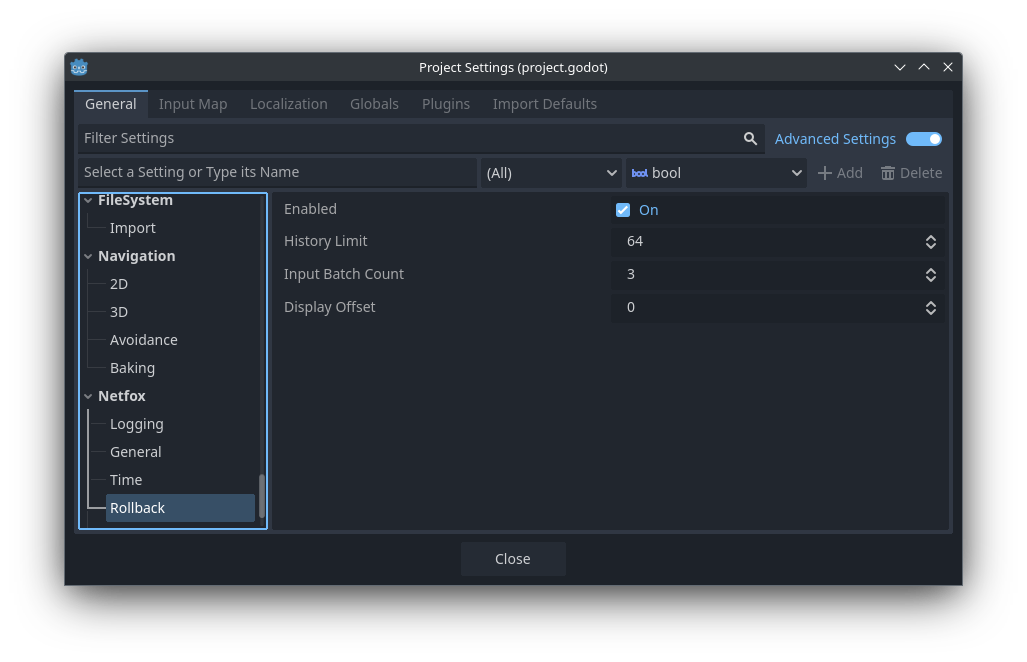 Project Settings (project.godot)
General Input Map Localization Globals Plugins Import Defaults
Filter Settings Advanced Settings
Select a Setting or Type its Name (All) bool bool Add Delete
FileSystem
Import
Navigation
2D
3D
Avoidance
Baking
Netfox
Logging
General
Time
Rollback
Enabled On
History Limit 64
Input Batch Count 3
Display Offset 0
Close